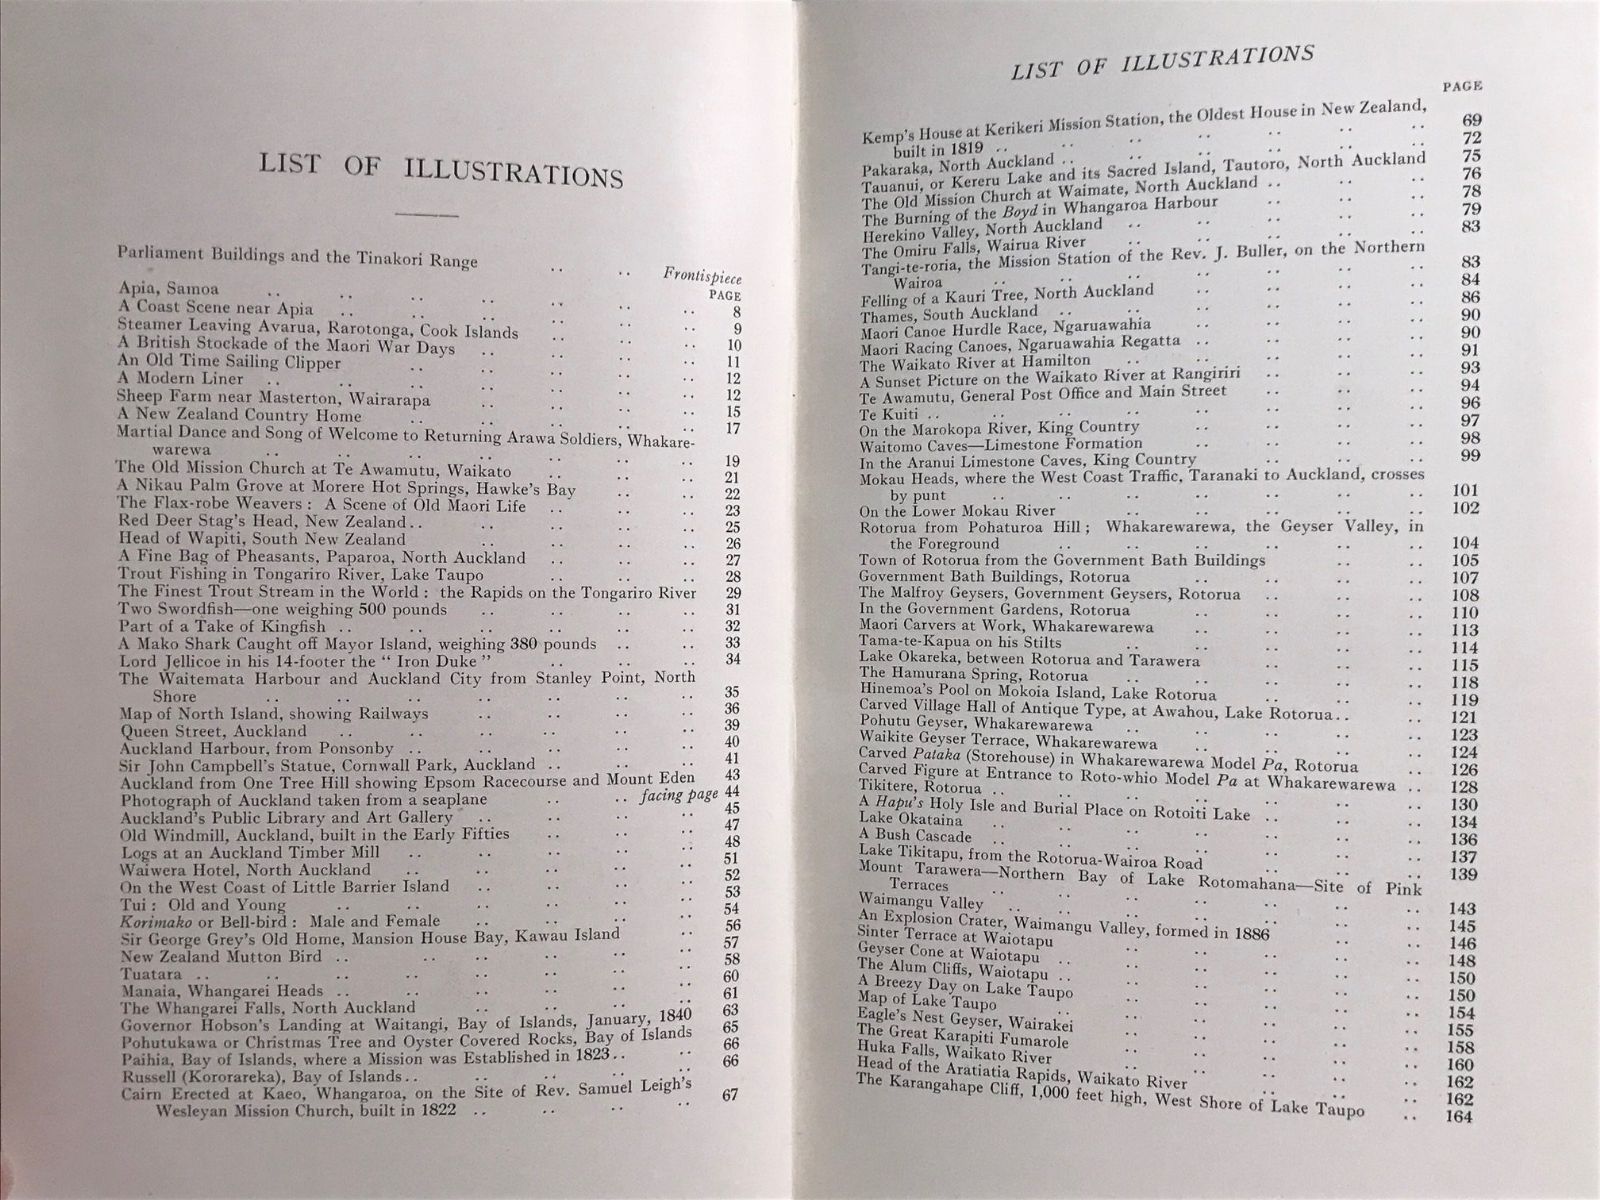 LIST OF ILLUSTRATIONS
Parliament Buildings and the Tinakori Range .. .. Frontispiece
PAGE
Apia, Samoa .. .. 8
A Coast Scene near Apia .. .. 9
Steamer Leaving Avarua, Rarotonga, Cook Islands .. .. 10
A British Stockade of the Maori War Days .. .. 11
An Old Time Sailing Clipper .. .. 12
A Modern Liner .. .. 12
Sheep Farm near Masterton, Wairarapa .. .. 15
A New Zealand Country Home .. .. 17
Martial Dance and Song of Welcome to Returning Arawa Soldiers, Whakare-
warewa .. .. 19
The Old Mission Church at Te Awamutu, Waikato .. .. 21
A Nikau Palm Grove at Morere Hot Springs, Hawke's Bay .. .. 22
The Flax-robe Weavers : A Scene of Old Maori Life .. .. 23
Red Deer Stag's Head, New Zealand .. .. 25
Head of Wapiti, South New Zealand .. .. 26
A Fine Bag of Pheasants, Paparoa, North Auckland .. .. 27
Trout Fishing in Tongariro River, Lake Taupo .. .. 28
The Finest Trout Stream in the World : the Rapids on the Tongariro River 29
Two Swordfish—one weighing 500 pounds .. .. 31
Part of a Take of Kingfish .. .. 32
A Mako Shark Caught off Mayor Island, weighing 380 pounds .. .. 33
Lord Jellicoe in his 14-footer the " Iron Duke " .. .. 34
The Waitemata Harbour and Auckland City from Stanley Point, North
Shore .. .. 35
Map of North Island, showing Railways .. .. 36
Queen Street, Auckland .. .. 39
Auckland Harbour, from Ponsonby .. .. 40
Sir John Campbell's Statue, Cornwall Park, Auckland .. .. 41
Auckland from One Tree Hill showing Epsom Racecourse and Mount Eden 43
Photograph of Auckland taken from a seaplane .. .. facing page 44
Auckland's Public Library and Art Gallery .. .. 45
Old Windmill, Auckland, built in the Early Fifties .. .. 47
Logs at an Auckland Timber Mill .. .. 48
Waiwera Hotel, North Auckland .. .. 51
On the West Coast of Little Barrier Island .. .. 52
Tui : Old and Young .. .. 53
Korimako or Bell-bird : Male and Female .. .. 54
Sir George Grey's Old Home, Mansion House Bay, Kawau Island .. 56
New Zealand Mutton Bird .. .. 57
Tuatara .. .. 58
Manaia, Whangarei Heads .. .. 60
The Whangarei Falls, North Auckland .. .. 61
Governor Hobson's Landing at Waitangi, Bay of Islands, January, 1840 63
Pohutukawa or Christmas Tree and Oyster Covered Rocks, Bay of Islands 65
Paihia, Bay of Islands, where a Mission was Established in 1823 .. .. 66
Russell (Kororareka), Bay of Islands .. .. 66
Cairn Erected at Kaeo, Whangaroa, on the Site of Rev. Samuel Leigh's
Wesleyan Mission Church, built in 1822 .. .. 67
LIST OF ILLUSTRATIONS
PAGE
Kemp's House at Kerikeri Mission Station, the Oldest House in New Zealand,
built in 1819 .. .. 69
Pakaraka, North Auckland .. .. 72
Tauanui, or Kereru Lake and its Sacred Island, Tautoro, North Auckland 75
The Old Mission Church at Waimate, North Auckland .. .. 76
The Burning of the Boyd in Whangaroa Harbour .. .. 78
Herekino Valley, North Auckland .. .. 79
The Omiru Falls, Wairua River .. .. 83
Tangi-te-roria, the Mission Station of the Rev. J. Buller, on the Northern
Wairoa .. .. 83
Felling of a Kauri Tree, North Auckland .. .. 84
Thames, South Auckland .. .. 86
Maori Canoe Hurdle Race, Ngaruawahia .. .. 90
Maori Racing Canoes, Ngaruawahia Regatta .. .. 90
The Waikato River at Hamilton .. .. 91
A Sunset Picture on the Waikato River at Rangiriri .. .. 93
Te Awamutu, General Post Office and Main Street .. .. 94
Te Kuiti .. .. 96
On the Marokopa River, King Country .. .. 97
Waitomo Caves—Limestone Formation .. .. 98
In the Aranui Limestone Caves, King Country .. .. 99
Mokau Heads, where the West Coast Traffic, Taranaki to Auckland, crosses
by punt .. .. 101
On the Lower Mokau River .. .. 102
Rotorua from Pohaturoa Hill ; Whakarewarewa, the Geyser Valley, in
the Foreground .. .. 104
Town of Rotorua from the Government Bath Buildings .. .. 105
Government Bath Buildings, Rotorua .. .. 107
The Malfroy Geysers, Government Geysers, Rotorua .. .. 108
In the Government Gardens, Rotorua .. .. 110
Maori Carvers at Work, Whakarewarewa .. .. 113
Tama-te-Kapua on his Stilts .. .. 114
Lake Okareka, between Rotorua and Tarawera .. .. 115
The Hamurana Spring, Rotorua .. .. 118
Hinemoa's Pool on Mokoia Island, Lake Rotorua .. .. 119
Carved Village Hall of Antique Type, at Awahou, Lake Rotorua .. .. 121
Pohutu Geyser, Whakarewarewa .. .. 123
Waikite Geyser Terrace, Whakarewarewa .. .. 124
Carved Pataka (Storehouse) in Whakarewarewa Model Pa, Rotorua .. 126
Carved Figure at Entrance to Roto-whio Model Pa at Whakarewarewa .. 128
Tikitere, Rotorua .. .. 130
A Hapu's Holy Isle and Burial Place on Rotoiti Lake .. .. 134
Lake Okataina .. .. 136
A Bush Cascade .. .. 137
Lake Tikitapu, from the Rotorua-Wairoa Road .. .. 139
Mount Tarawera—Northern Bay of Lake Rotomahana—Site of Pink
Terraces .. .. 143
Waimangu Valley .. .. 145
An Explosion Crater, Waimangu Valley, formed in 1886 .. .. 146
Sinter Terrace at Waiotapu .. .. 148
Geyser Cone at Waiotapu .. .. 150
The Alum Cliffs, Waiotapu .. .. 150
A Breezy Day on Lake Taupo .. .. 154
Map of Lake Taupo .. .. 155
Eagle's Nest Geyser, Wairakei .. .. 158
The Great Karapiti Fumarole .. .. 160
Huka Falls, Waikato River .. .. 162
Head of the Aratiatia Rapids, Waikato River .. .. 162
The Karangahape Cliff, 1,000 feet high, West Shore of Lake Taupo .. 164